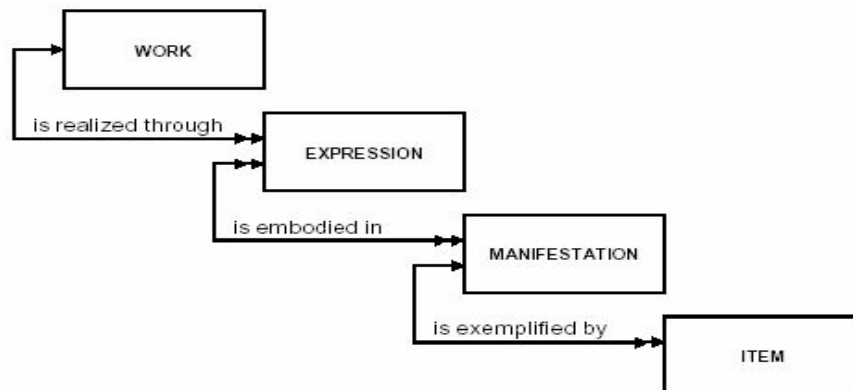 WORK
is realized through
EXPRESSION
is embodied in
MANIFESTATION
is exemplified by
ITEM